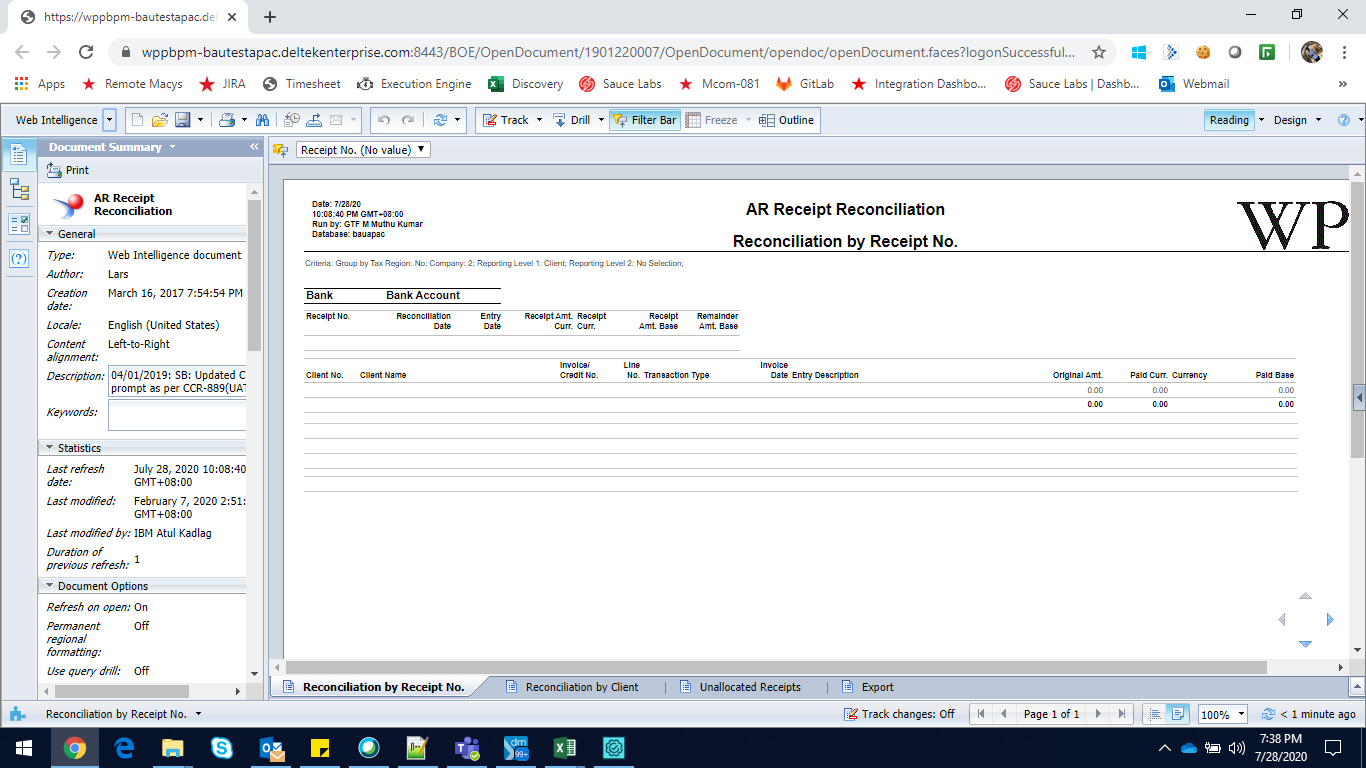 https://wppbpm-bautestapac.del
wppbpm-bautestapac.deltekenterprise.com:8443/BOE/OpenDocument/1901220007/OpenDocument/opendoc/openDocument.faces?logonSuccessful...
Apps Remote Macys JIRA Timesheet Execution Engine Discovery Sauce Labs Mcom-081 GitLab Integration Dashbo... Sauce Labs | Dashb... Webmail »
Web Intelligence Track Drill Filter Bar Freeze Outline Reading Design
Document Summary «
Receipt No. (No value)
Print
AR Receipt
Reconciliation
General
Type: Web Intelligence document
Author: Lars
Creation date: March 16, 2017 7:54:54 PM
Locale: English (United States)
Content alignment: Left-to-Right
Description: 04/01/2019: SB: Updated C
prompt as per CCR-889(UAT
Keywords:
Statistics
Last refresh date: July 28, 2020 10:08:40
GMT+08:00
Last modified: February 7, 2020 2:51:
GMT+08:00
Last modified by: IBM Atul Kadlag
Duration of previous refresh: 1
Document Options
Refresh on open: On
Permanent regional formatting: Off
Use query drill: Off
Date: 7/28/20
10:08:40 PM GMT+08:00
Run by: GTF M Muthu Kumar
Database: bauapac
AR Receipt Reconciliation
Reconciliation by Receipt No.
WP
Criteria: Group by Tax Region: No; Company: 2; Reporting Level 1: Client; Reporting Level 2: No Selection;
Bank Bank Account
Receipt No. Reconciliation Date Entry Date Receipt Amt. Curr. Receipt Curr. Receipt Amt. Base Remainder Amt. Base
Client No. Client Name Invoice/ Credit No. Line No. Transaction Type Invoice Date Entry Description Original Amt. Paid Curr. Currency Paid Base
0.00 0.00 0.00
0.00 0.00 0.00
Reconciliation by Receipt No. Reconciliation by Client Unallocated Receipts Export
Reconciliation by Receipt No. Track changes: Off Page 1 of 1 100% < 1 minute ago
dm
99+
7:38 PM
7/28/2020